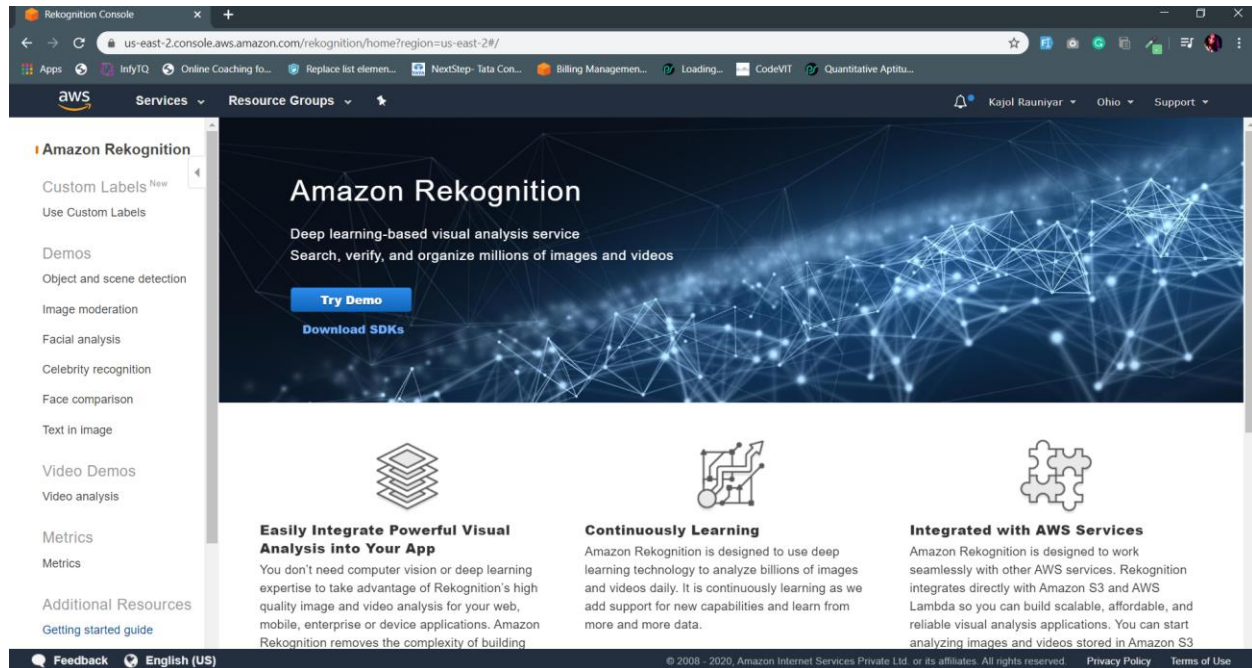 Rekognition Console
us-east-2.console.aws.amazon.com/rekognition/home?region=us-east-2#/
Apps InfyTQ Online Coaching fo... Replace list elemen... NextStep- Tata Con... Billing Managemen... Loading... CodeVIT Quantitative Aptitu...
aws Services Resource Groups Kajol Rauniyar Ohio Support
Amazon Rekognition
Custom Labels New
Use Custom Labels
Demos
Object and scene detection
Image moderation
Facial analysis
Celebrity recognition
Face comparison
Text in image
Video Demos
Video analysis
Metrics
Metrics
Additional Resources
Getting started guide
Amazon Rekognition
Deep learning-based visual analysis service
Search, verify, and organize millions of images and videos
Try Demo
Download SDKs
Easily Integrate Powerful Visual
Analysis into Your App
You don't need computer vision or deep learning
expertise to take advantage of Rekognition's high
quality image and video analysis for your web,
mobile, enterprise or device applications. Amazon
Rekognition removes the complexity of building
Continuously Learning
Amazon Rekognition is designed to use deep
learning technology to analyze billions of images
and videos daily. It is continuously learning as we
add support for new capabilities and learn from
more and more data.
Integrated with AWS Services
Amazon Rekognition is designed to work
seamlessly with other AWS services. Rekognition
integrates directly with Amazon S3 and AWS
Lambda so you can build scalable, affordable, and
reliable visual analysis applications. You can start
analyzing images and videos stored in Amazon S3
Feedback English (US) © 2008 - 2020, Amazon Internet Services Private Ltd. or its affiliates. All rights reserved. Privacy Policy Terms of Use